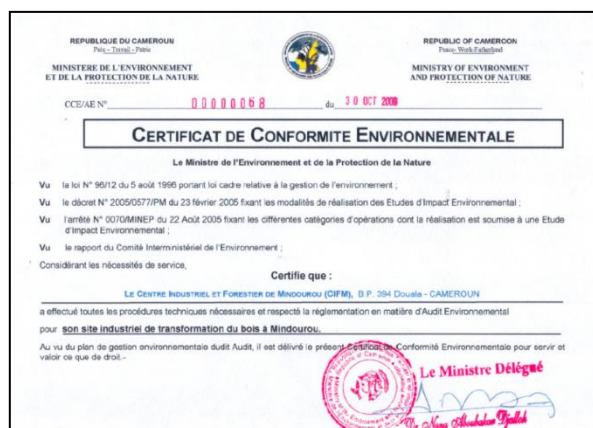 REPUBLIQUE DU CAMEROUN
Paix - Travail - Patrie
MINISTERE DE L'ENVIRONNEMENT
ET DE LA PROTECTION DE LA NATURE
REPUBLIC OF CAMEROON
Peace- Work-Fatherland
MINISTRY OF ENVIRONMENT
AND PROTECTION OF NATURE
CCE/AE N° 00000068 du 30 OCT 2009
CERTIFICAT DE CONFORMITE ENVIRONNEMENTALE
Le Ministre de l'Environnement et de la Protection de la Nature
Vu la loi N° 96/12 du 5 août 1996 portant loi cadre relative à la gestion de l'environnement ;
Vu le décret N° 2005/0577/PM du 23 février 2005 fixant les modalités de réalisation des Etudes d'Impact Environnemental ;
Vu l'arrêté N° 0070/MINEP du 22 Août 2005 fixant les différentes catégories d'opérations dont la réalisation est soumise à une Etude
d'Impact Environnemental ;
Vu le rapport du Comité Interministériel de l'Environnement ;
Considérant les nécessités de service,
Certifie que :
LE CENTRE INDUSTRIEL ET FORESTIER DE MINDOUROU (CIFM), B.P. 394 Douala - CAMEROUN
a effectué toutes les procédures techniques nécessaires et respecté la réglementation en matière d'Audit Environnemental
pour son site industriel de transformation du bois à Mindourou.
Au vu du plan de gestion environnementale dudit Audit, il est délivré le présent Certificat de Conformité Environnementale pour servir et
valoir ce que de droit.-
Le Ministre Délégué
Dr Nana Aboubakar Djalloh